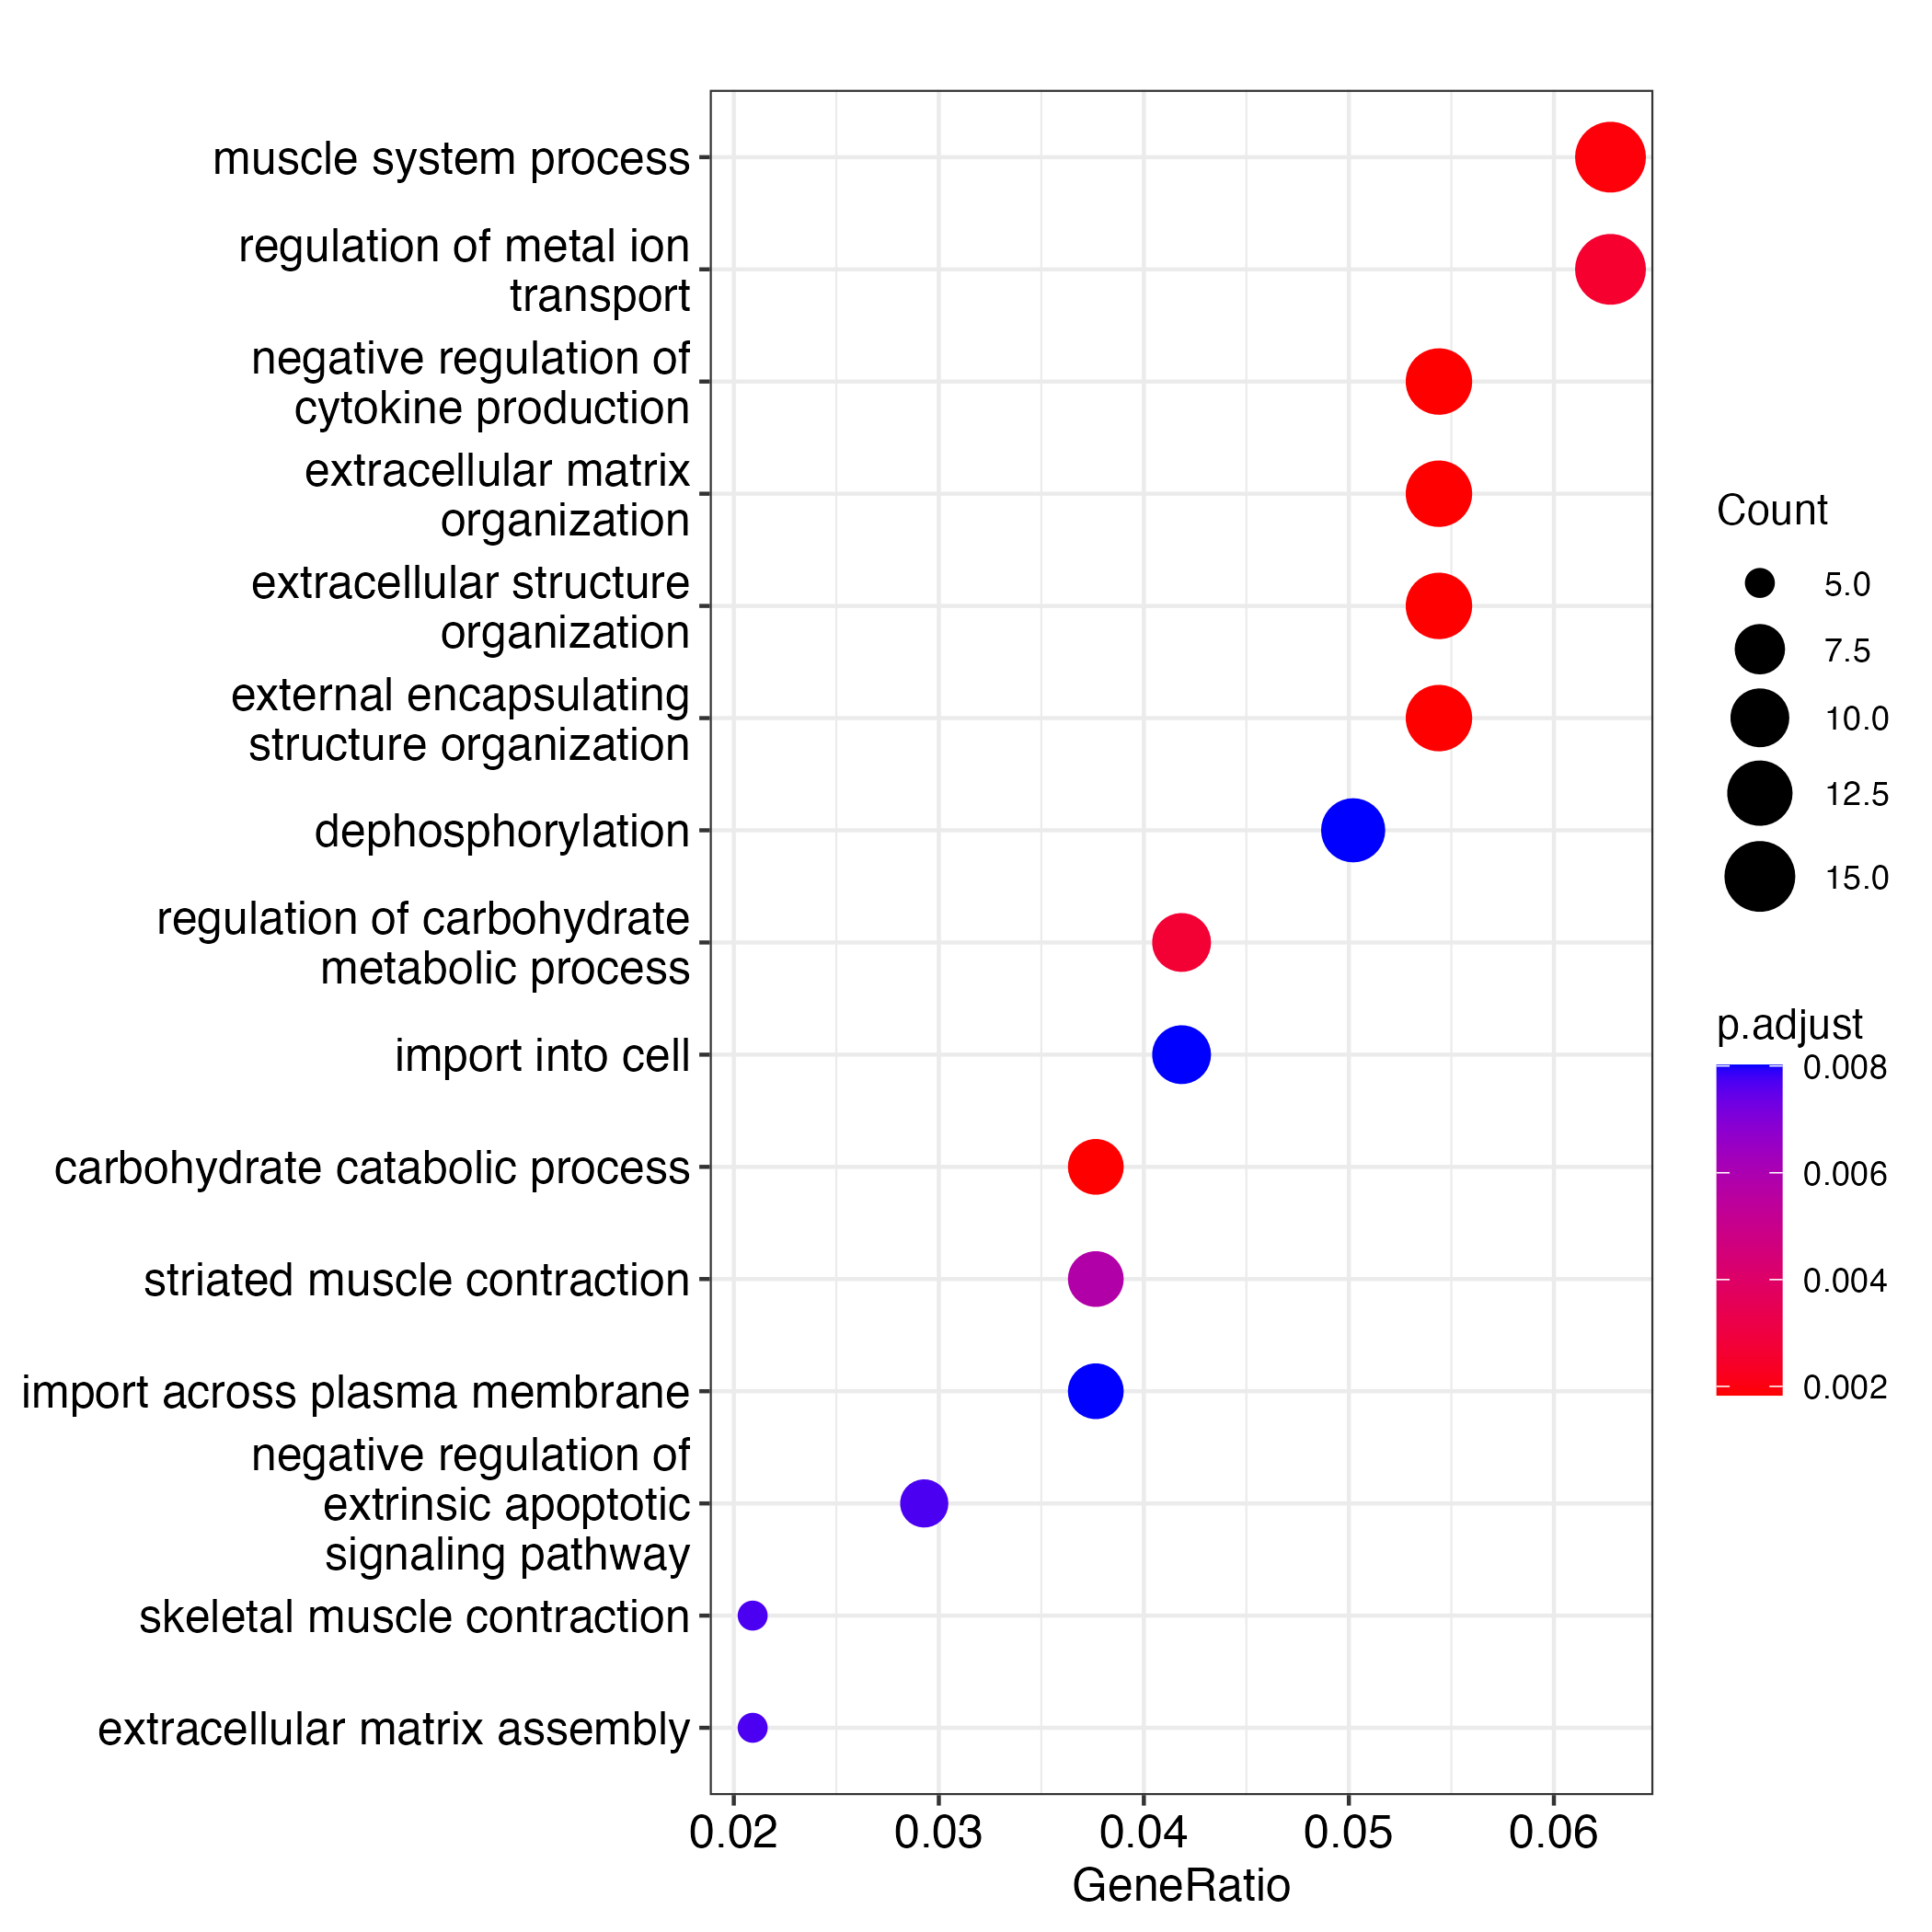 muscle system process
regulation of metal ion
transport
negative regulation of
cytokine production
extracellular matrix
organization
extracellular structure
organization
external encapsulating
structure organization
dephosphorylation
regulation of carbohydrate
metabolic process
import into cell
carbohydrate catabolic process
striated muscle contraction
import across plasma membrane
negative regulation of
extrinsic apoptotic
signaling pathway
skeletal muscle contraction
extracellular matrix assembly
0.02 0.03 0.04 0.05 0.06
GeneRatio
Count
5.0
7.5
10.0
12.5
15.0
p.adjust
0.008
0.006
0.004
0.002